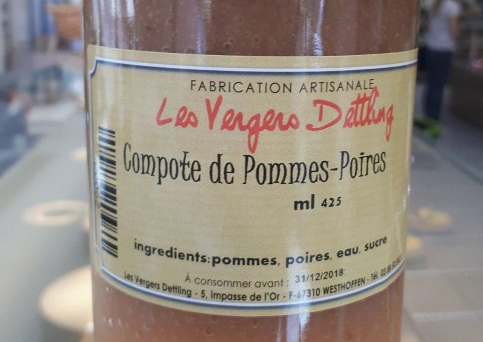 FABRICATION ARTISANALE
Les Vergers Dettling
Compote de Pommes-Poires
ml 425
ingredients:pommes, poires, eau, sucre
À consommer avant : 31/12/2018
Les Vergers Dettling - 5, Impasse de l'Or - F-67310 WESTHOFFEN - Tél.